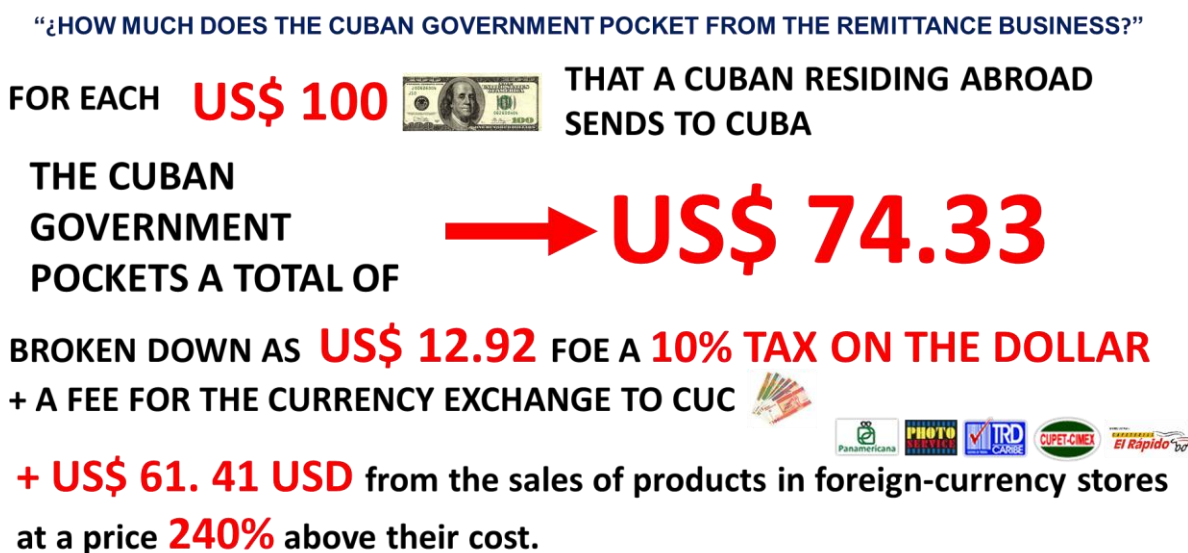 “¿HOW MUCH DOES THE CUBAN GOVERNMENT POCKET FROM THE REMITTANCE BUSINESS?”
FOR EACH US$ 100 THAT A CUBAN RESIDING ABROAD
SENDS TO CUBA
THE CUBAN
GOVERNMENT
POCKETS A TOTAL OF
US$ 74.33
BROKEN DOWN AS US$ 12.92 FOE A 10% TAX ON THE DOLLAR
+ A FEE FOR THE CURRENCY EXCHANGE TO CUC
Panamericana
PHOTO
SERVICE
TRD
CARIBE
CUPET-CIMEX
El Rápido
+ US$ 61. 41 USD from the sales of products in foreign-currency stores
at a price 240% above their cost.